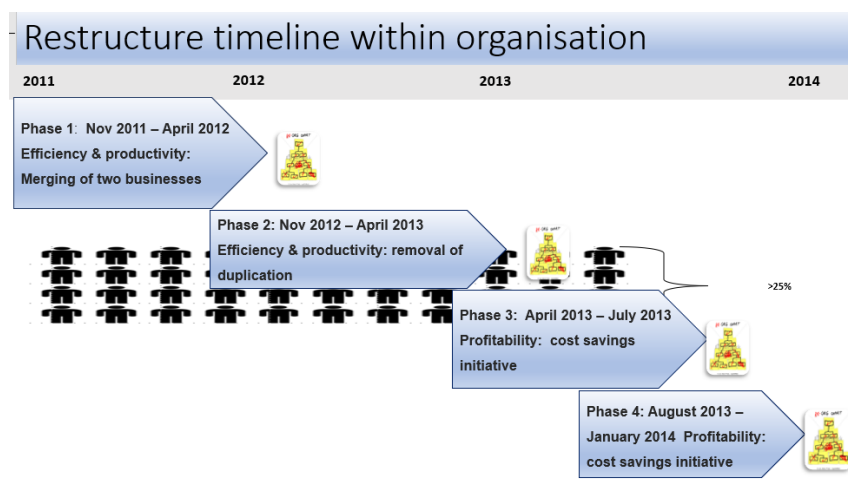 Restructure timeline within organisation
2011 2012 2013 2014
Phase 1: Nov 2011 – April 2012
Efficiency & productivity:
Merging of two businesses
Phase 2: Nov 2012 – April 2013
Efficiency & productivity: removal of
duplication
>25%
Phase 3: April 2013 – July 2013
Profitability: cost savings
initiative
Phase 4: August 2013 –
January 2014 Profitability:
cost savings initiative